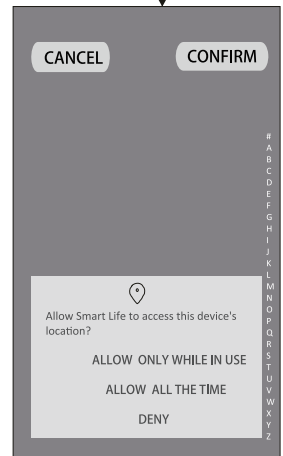 CANCEL
CONFIRM
#
A
B
C
D
E
F
G
H
I
J
K
L
M
N
O
P
Q
R
S
T
U
V
W
X
Y
Z
Allow Smart Life to access this device's
location?
ALLOW ONLY WHILE IN USE
ALLOW ALL THE TIME
DENY